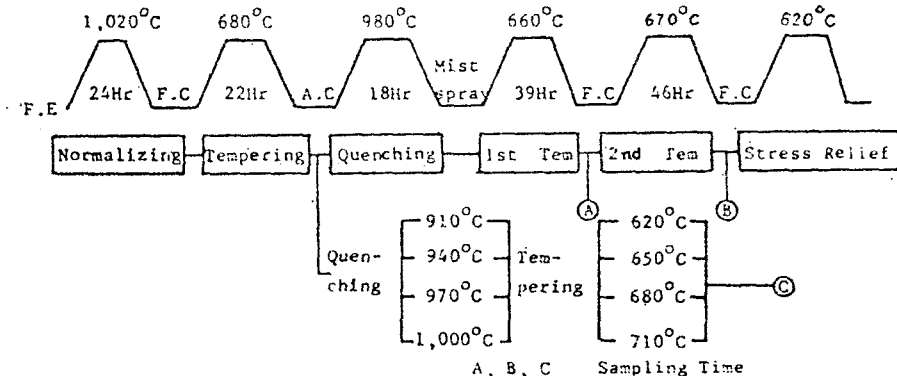 1,020°C 680°C 980°C 660°C 670°C 620°C
Mist
F.E 24Hr F.C 22Hr A.C 18Hr spray 39Hr F.C 46Hr F.C
Normalizing Tempering Quenching 1st Tem 2nd Tem Stress Relief
A B
910°C 620°C
Quen- 940°C Tem- 650°C
ching 970°C pering 680°C C
1,000°C 710°C
A, B, C Sampling Time